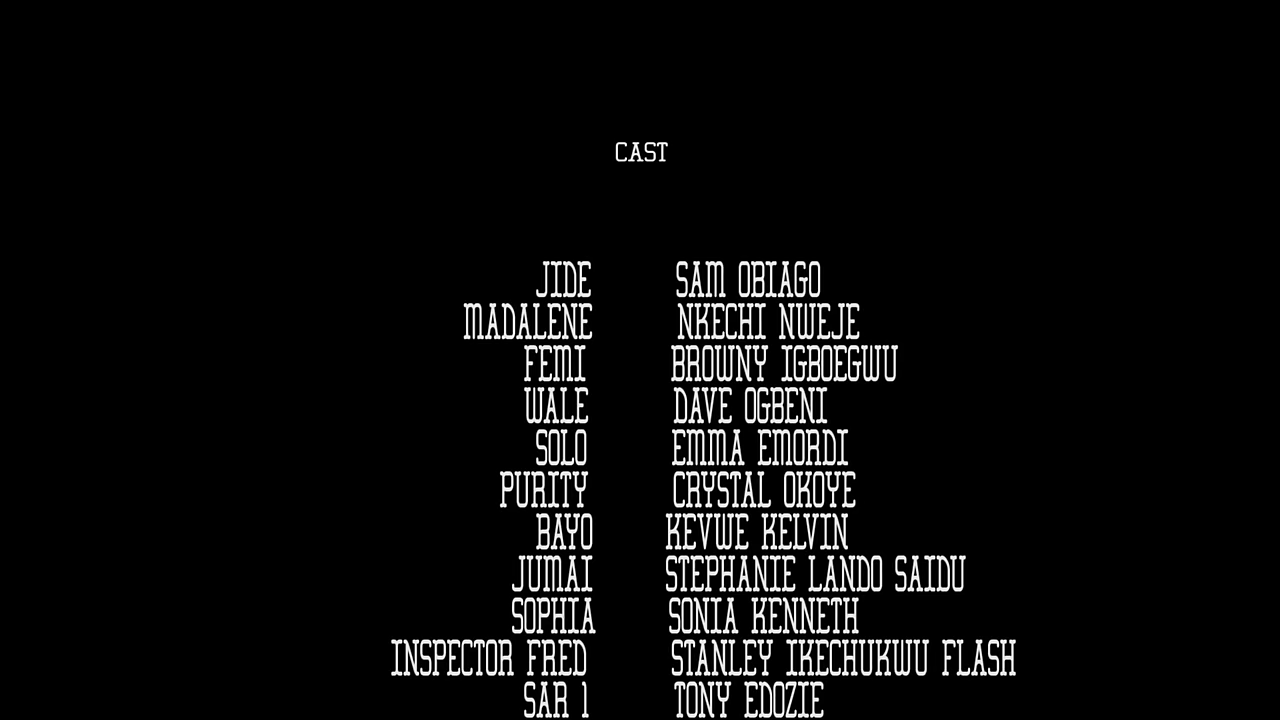 CAST
JIDE SAM OBIAGO
MADALENE NKECHI NWEJE
FEMI BROWNY IGBOEGWU
WALE DAVE OGBENI
SOLO EMMA EMORDI
PURITY CRYSTAL OKOYE
BAYO KEVWE KELVIN
JUMAI STEPHANIE LANDO SAIDU
SOPHIA SONIA KENNETH
INSPECTOR FRED STANLEY IKECHUKWU FLASH
SAR 1 TONY EDOZIE